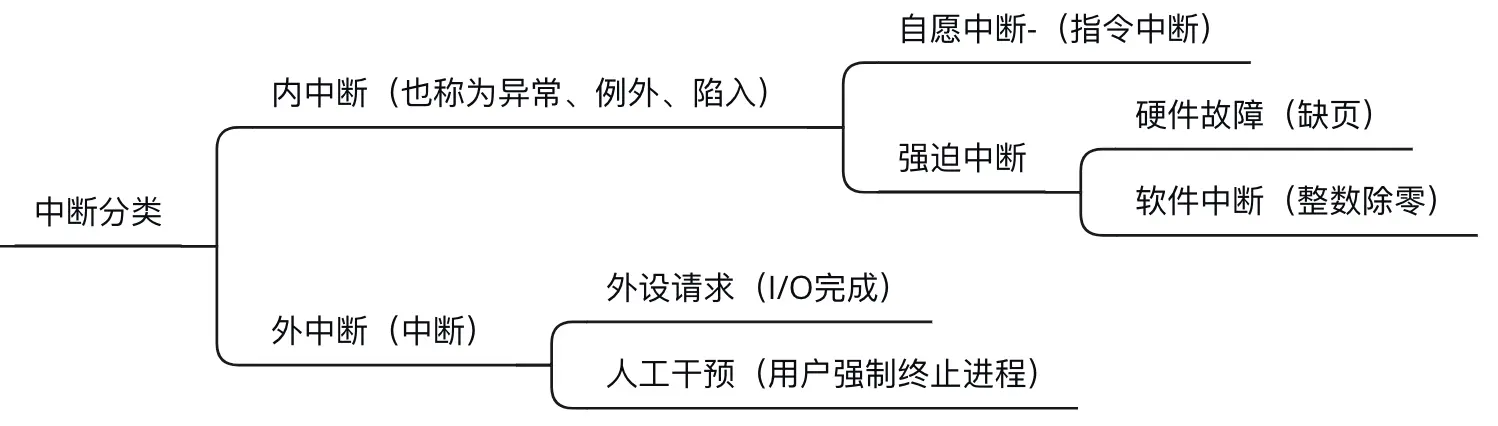 中断分类
内中断（也称为异常、例外、陷入）
自愿中断-（指令中断）
强迫中断
硬件故障（缺页）
软件中断（整数除零）
外中断（中断）
外设请求（I/O完成）
人工干预（用户强制终止进程）